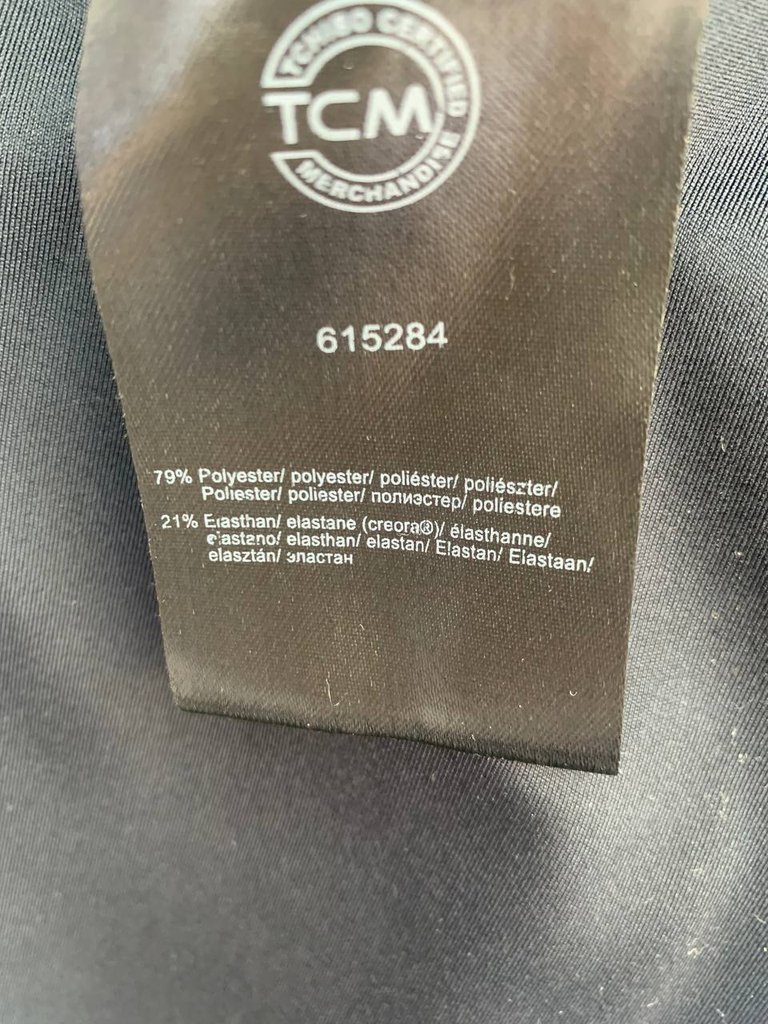 TCHIBO CERTIFIED
TCM
MERCHANDISE
615284
79% Polyester/ polyester/ poliéster/ poliészter/
Poliester/ poliester/ полиэстер/ poliestere
21% Elasthan/ elastane (creora®)/ élasthanne/
elastano/ elasthan/ elastan/ Elastan/ Elastaan/
elasztán/ эластан